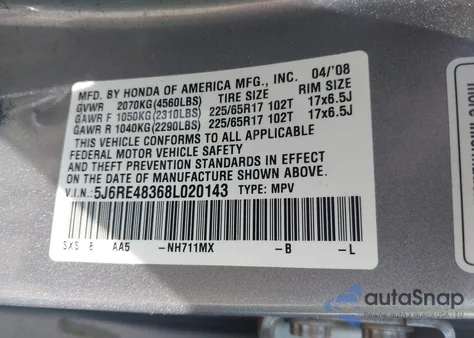 MFD. BY HONDA OF AMERICA MFG., INC. 04/'08
GVWR 2070KG(4560LBS) TIRE SIZE RIM SIZE
GAWR F 1050KG(2310LBS) 225/65R17 102T 17x6.5J
GAWR R 1040KG(2290LBS) 225/65R17 102T 17x6.5J
THIS VEHICLE CONFORMS TO ALL APPLICABLE
FEDERAL MOTOR VEHICLE SAFETY
AND THEFT PREVENTION STANDARDS IN EFFECT
ON THE DATE OF MANUFACTURE SHOWN ABOVE.
V.I.N.: 5J6RE48368L020143 TYPE: MPV
SXS 8 AA5 -NH711MX -B -L
autoSnap